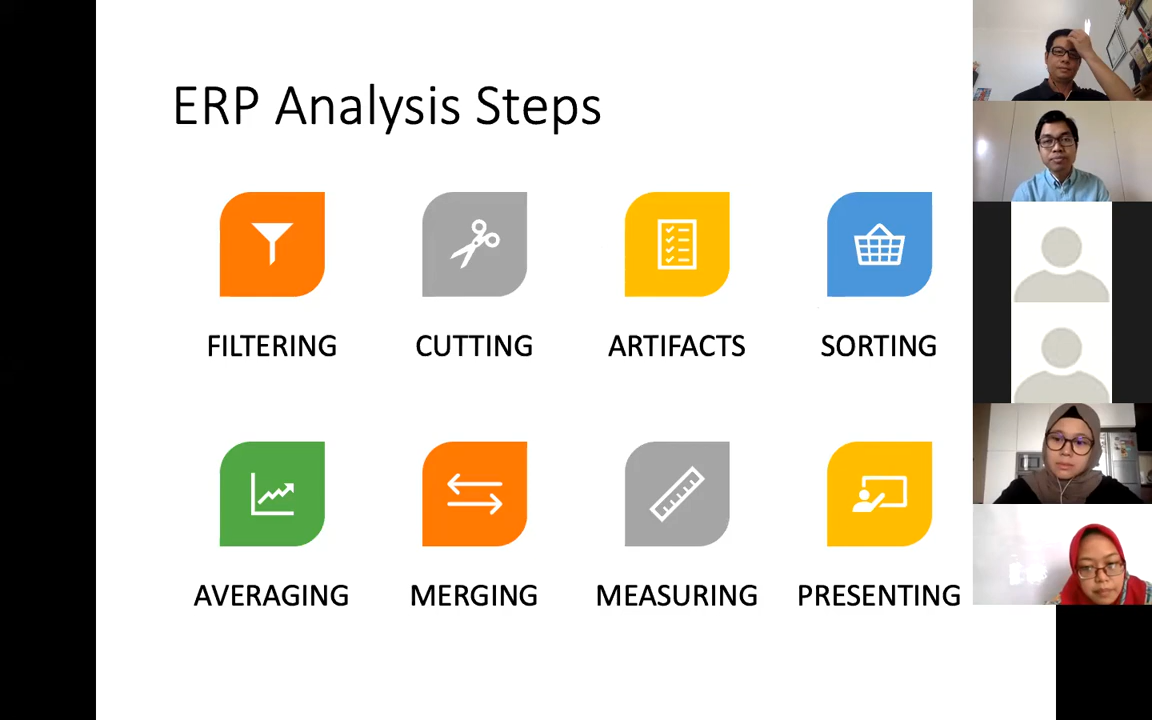 ERP Analysis Steps
FILTERING
CUTTING
ARTIFACTS
SORTING
AVERAGING
MERGING
MEASURING
PRESENTING